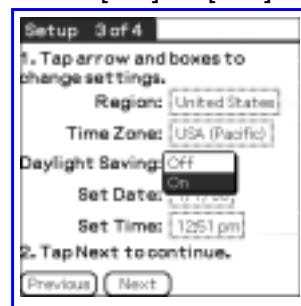 Setup 3 of 4
1. Tap arrow and boxes to
change settings.
Region: United States
Time Zone: USA (Pacific)
Daylight Saving: Off
On
Set Date:
Set Time: 12:51 pm
2. Tap Next to continue.
Previous Next